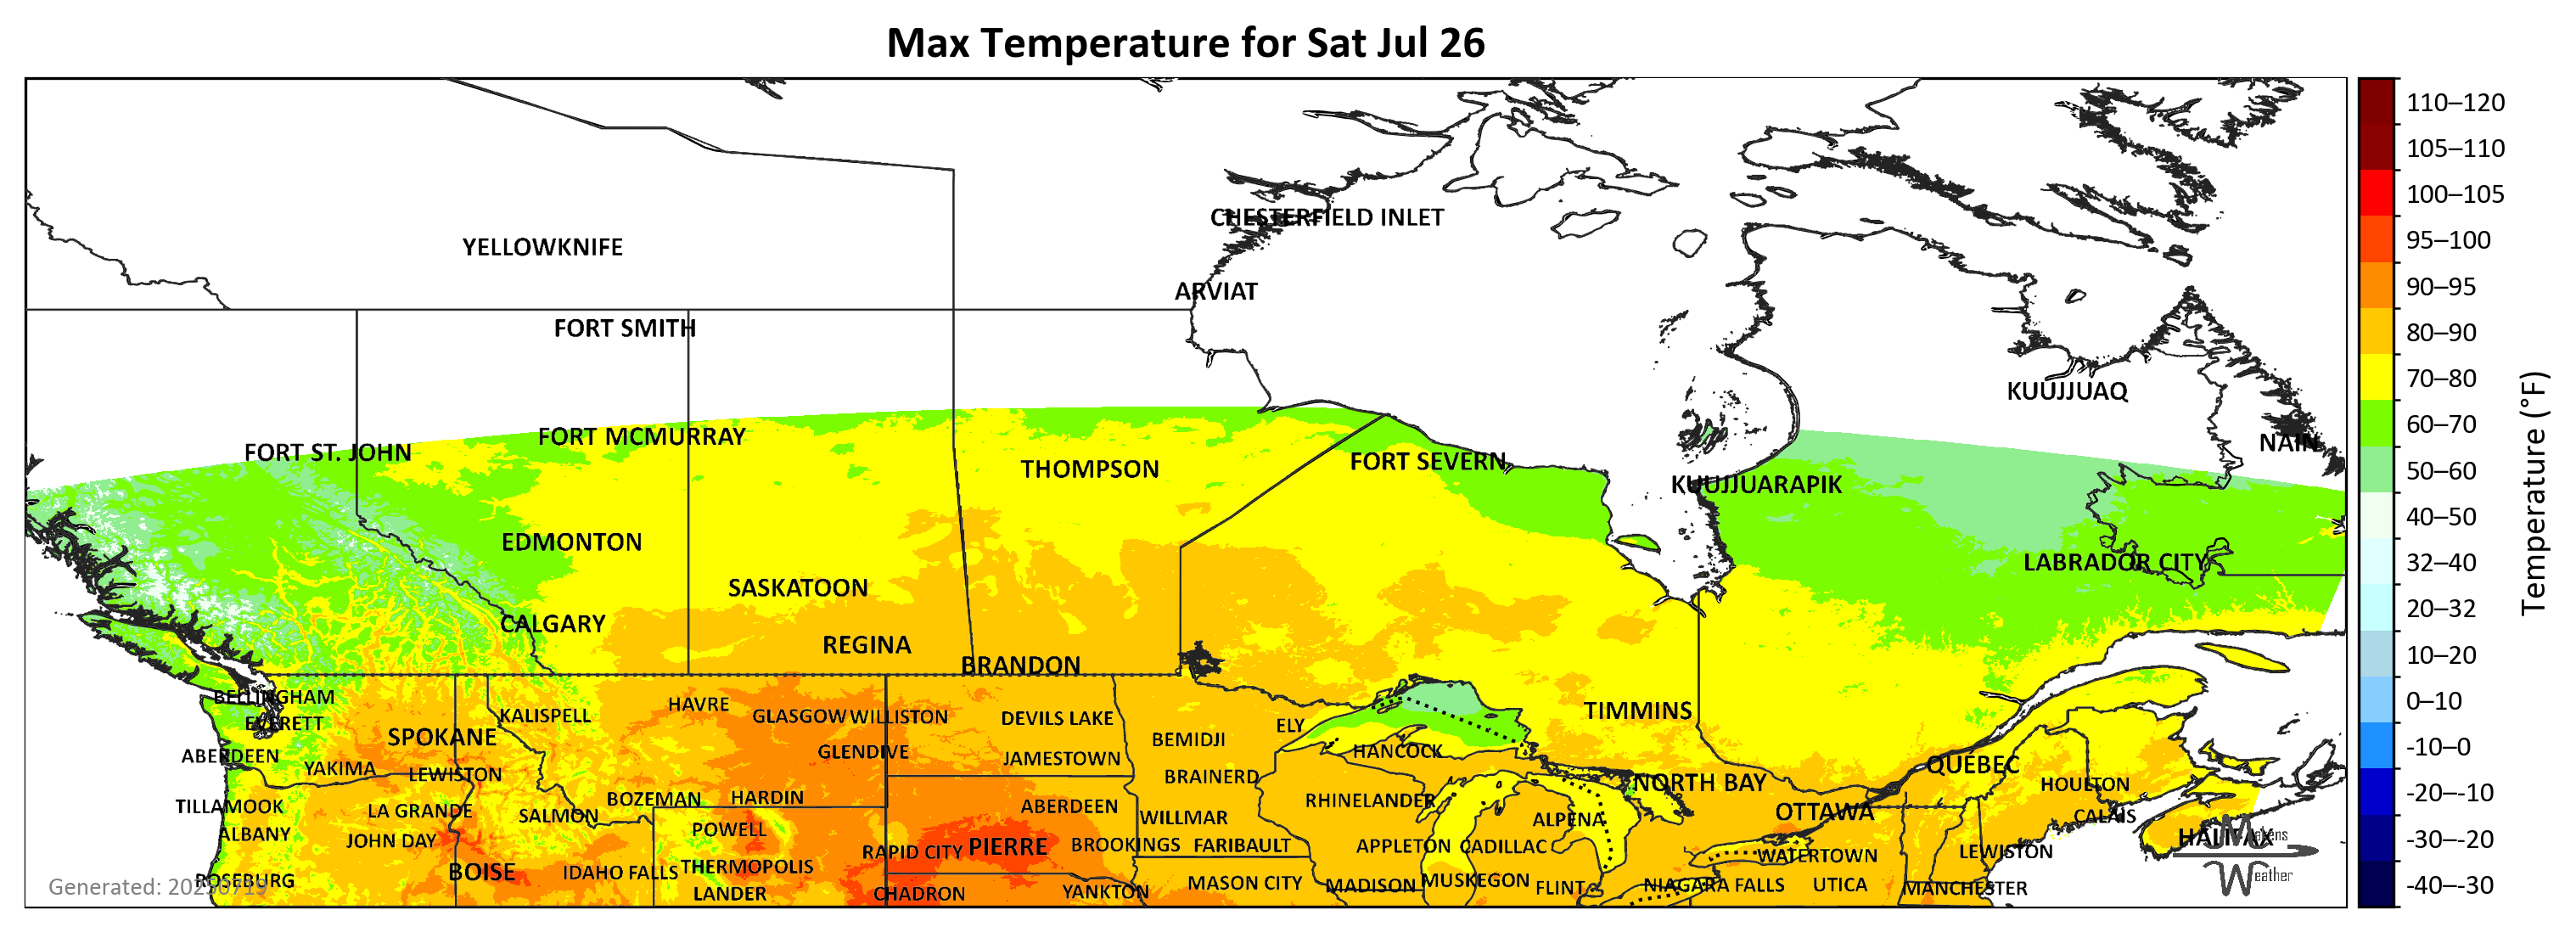 Max Temperature for Sat Jul 26
110–120
105–110
CHESTERFIELD INLET
100–105
YELLOWKNIFE
95–100
ARVIAT
90–95
FORT SMITH
80–90
KUUJJUAQ
70–80
FORT MCMURRAY
60–70
FORT ST. JOHN
NAIN
THOMPSON
FORT SEVERN
50–60
KUUJJUARAPIK
Temperature (°F)
40–50
EDMONTON
LABRADOR CITY
32–40
SASKATOON
20–32
CALGARY
REGINA
BRANDON
10–20
BELLINGHAM
HAVRE
0–10
KALISPELL
GLASGOW WILLISTON
DEVILS LAKE
TIMMINS
EVERETT
ELY
SPOKANE
BEMIDJI
-10–0
ABERDEEN
GLENDIVE
JAMESTOWN
HANCOCK
QUÉBEC
YAKIMA
LEWISTON
BRAINERD
NORTH BAY
HOULTON
-20–-10
BOZEMAN
HARDIN
RHINELANDER
TILLAMOOK
LA GRANDE
SALMON
ABERDEEN
WILLMAR
ALPENA
OTTAWA
CALAIS
ALBANY
JOHN DAY
POWELL
-30–-20
HALIFAX
Makens
Weather
RAPID CITY
PIERRE
BROOKINGS
FARIBAULT
APPLETON
CADILLAC
WATERTOWN
LEWISTON
BOISE
IDAHO FALLS
THERMOPOLIS
ROSEBURG
Generated: 20250719
LANDER
CHADRON
YANKTON
MASON CITY
MADISON
MUSKEGON
FLINT
NIAGARA FALLS
UTICA
MANCHESTER
-40–-30